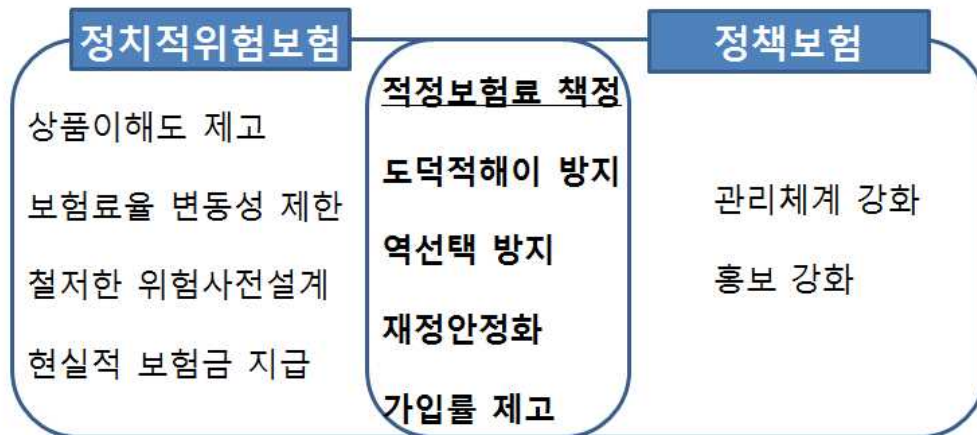 정치적위험보험
상품이해도 제고
보험료율 변동성 제한
철저한 위험사전설계
현실적 보험금 지급
적정보험료 책정
도덕적해이 방지
역선택 방지
재정안정화
가입률 제고
정책보험
관리체계 강화
홍보 강화